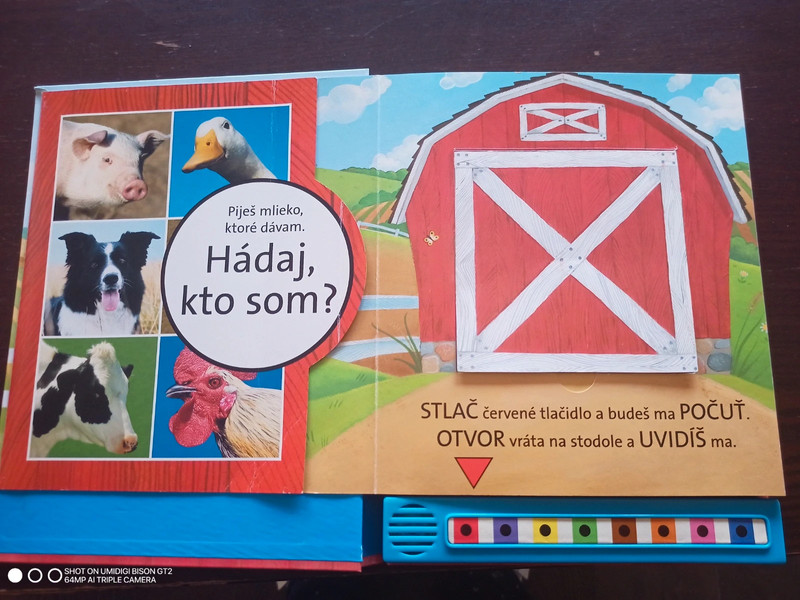 Piješ mlieko,
ktoré dávam.
Hádaj,
kto som?
STLAČ červené tlačidlo a budeš ma POČUŤ.
OTVOR vráta na stodole a UVIDÍŠ ma.
SHOT ON UMIDIGI BISON GT2
64MP AI TRIPLE CAMERA